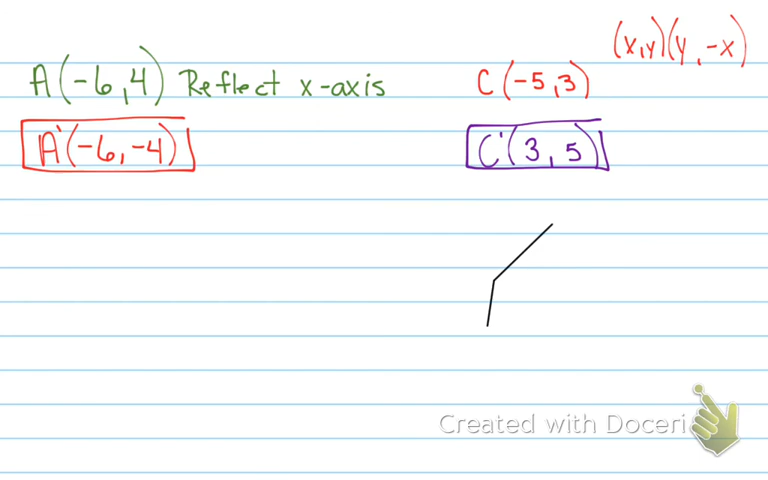 A(-6,4) Reflect x-axis
A'(-6,-4)
(x,y)(y,-x)
C(-5,3)
C'(3,5)
Created with Doceri